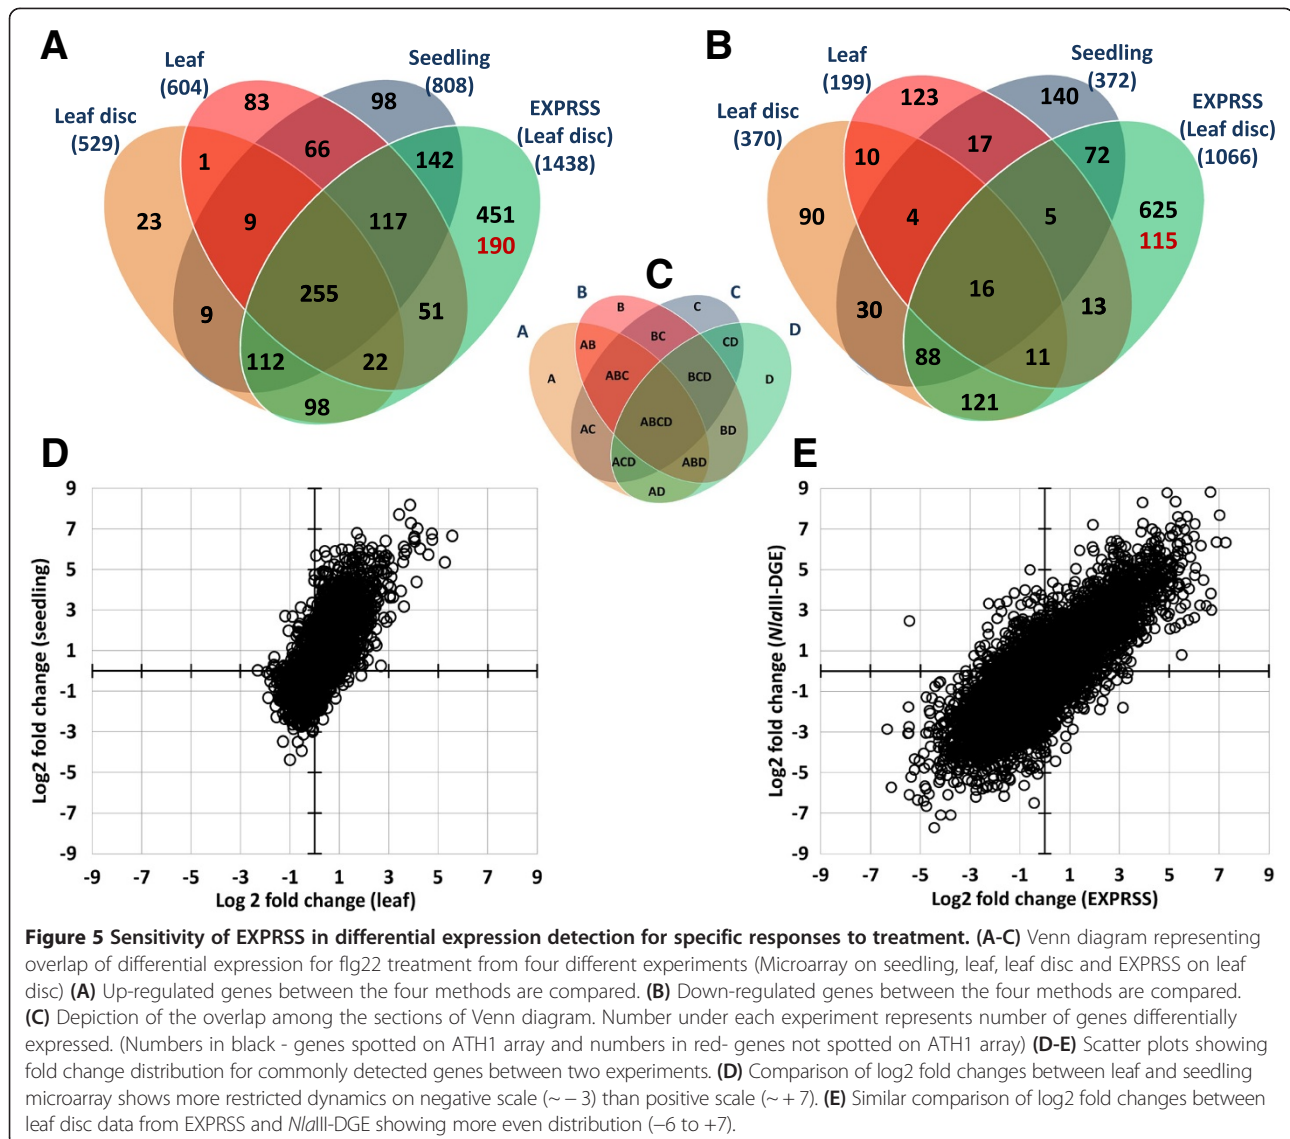 A
Leaf
(604)
Seedling
(808)
Leaf disc
(529)
EXPRSS
(Leaf disc)
(1438)
83
98
66
142
1
23
9
117
451
190
255
9
51
112
22
98
B
Leaf
(199)
Seedling
(372)
Leaf disc
(370)
EXPRSS
(Leaf disc)
(1066)
123
140
17
72
10
90
4
5
625
115
16
30
13
88
11
121
C
A
B
C
D
B
C
AB
BC
CD
A
ABC
BCD
D
AC
ABCD
BD
ACD
ABD
AD
D
Log2 fold change (seedling)
9
7
5
3
1
-1
-3
-5
-7
-9
-9 -7 -5 -3 -1 1 3 5 7 9
Log 2 fold change (leaf)
E
Log2 fold change (NlaIII-DGE)
9
7
5
3
1
-1
-3
-5
-7
-9
-9 -7 -5 -3 -1 1 3 5 7 9
Log2 fold change (EXPRSS)
Figure 5 Sensitivity of EXPRSS in differential expression detection for specific responses to treatment. (A-C) Venn diagram representing
overlap of differential expression for flg22 treatment from four different experiments (Microarray on seedling, leaf, leaf disc and EXPRSS on leaf
disc) (A) Up-regulated genes between the four methods are compared. (B) Down-regulated genes between the four methods are compared.
(C) Depiction of the overlap among the sections of Venn diagram. Number under each experiment represents number of genes differentially
expressed. (Numbers in black - genes spotted on ATH1 array and numbers in red- genes not spotted on ATH1 array) (D-E) Scatter plots showing
fold change distribution for commonly detected genes between two experiments. (D) Comparison of log2 fold changes between leaf and seedling
microarray shows more restricted dynamics on negative scale (~ − 3) than positive scale (~ + 7). (E) Similar comparison of log2 fold changes between
leaf disc data from EXPRSS and NlaIII-DGE showing more even distribution (−6 to +7).